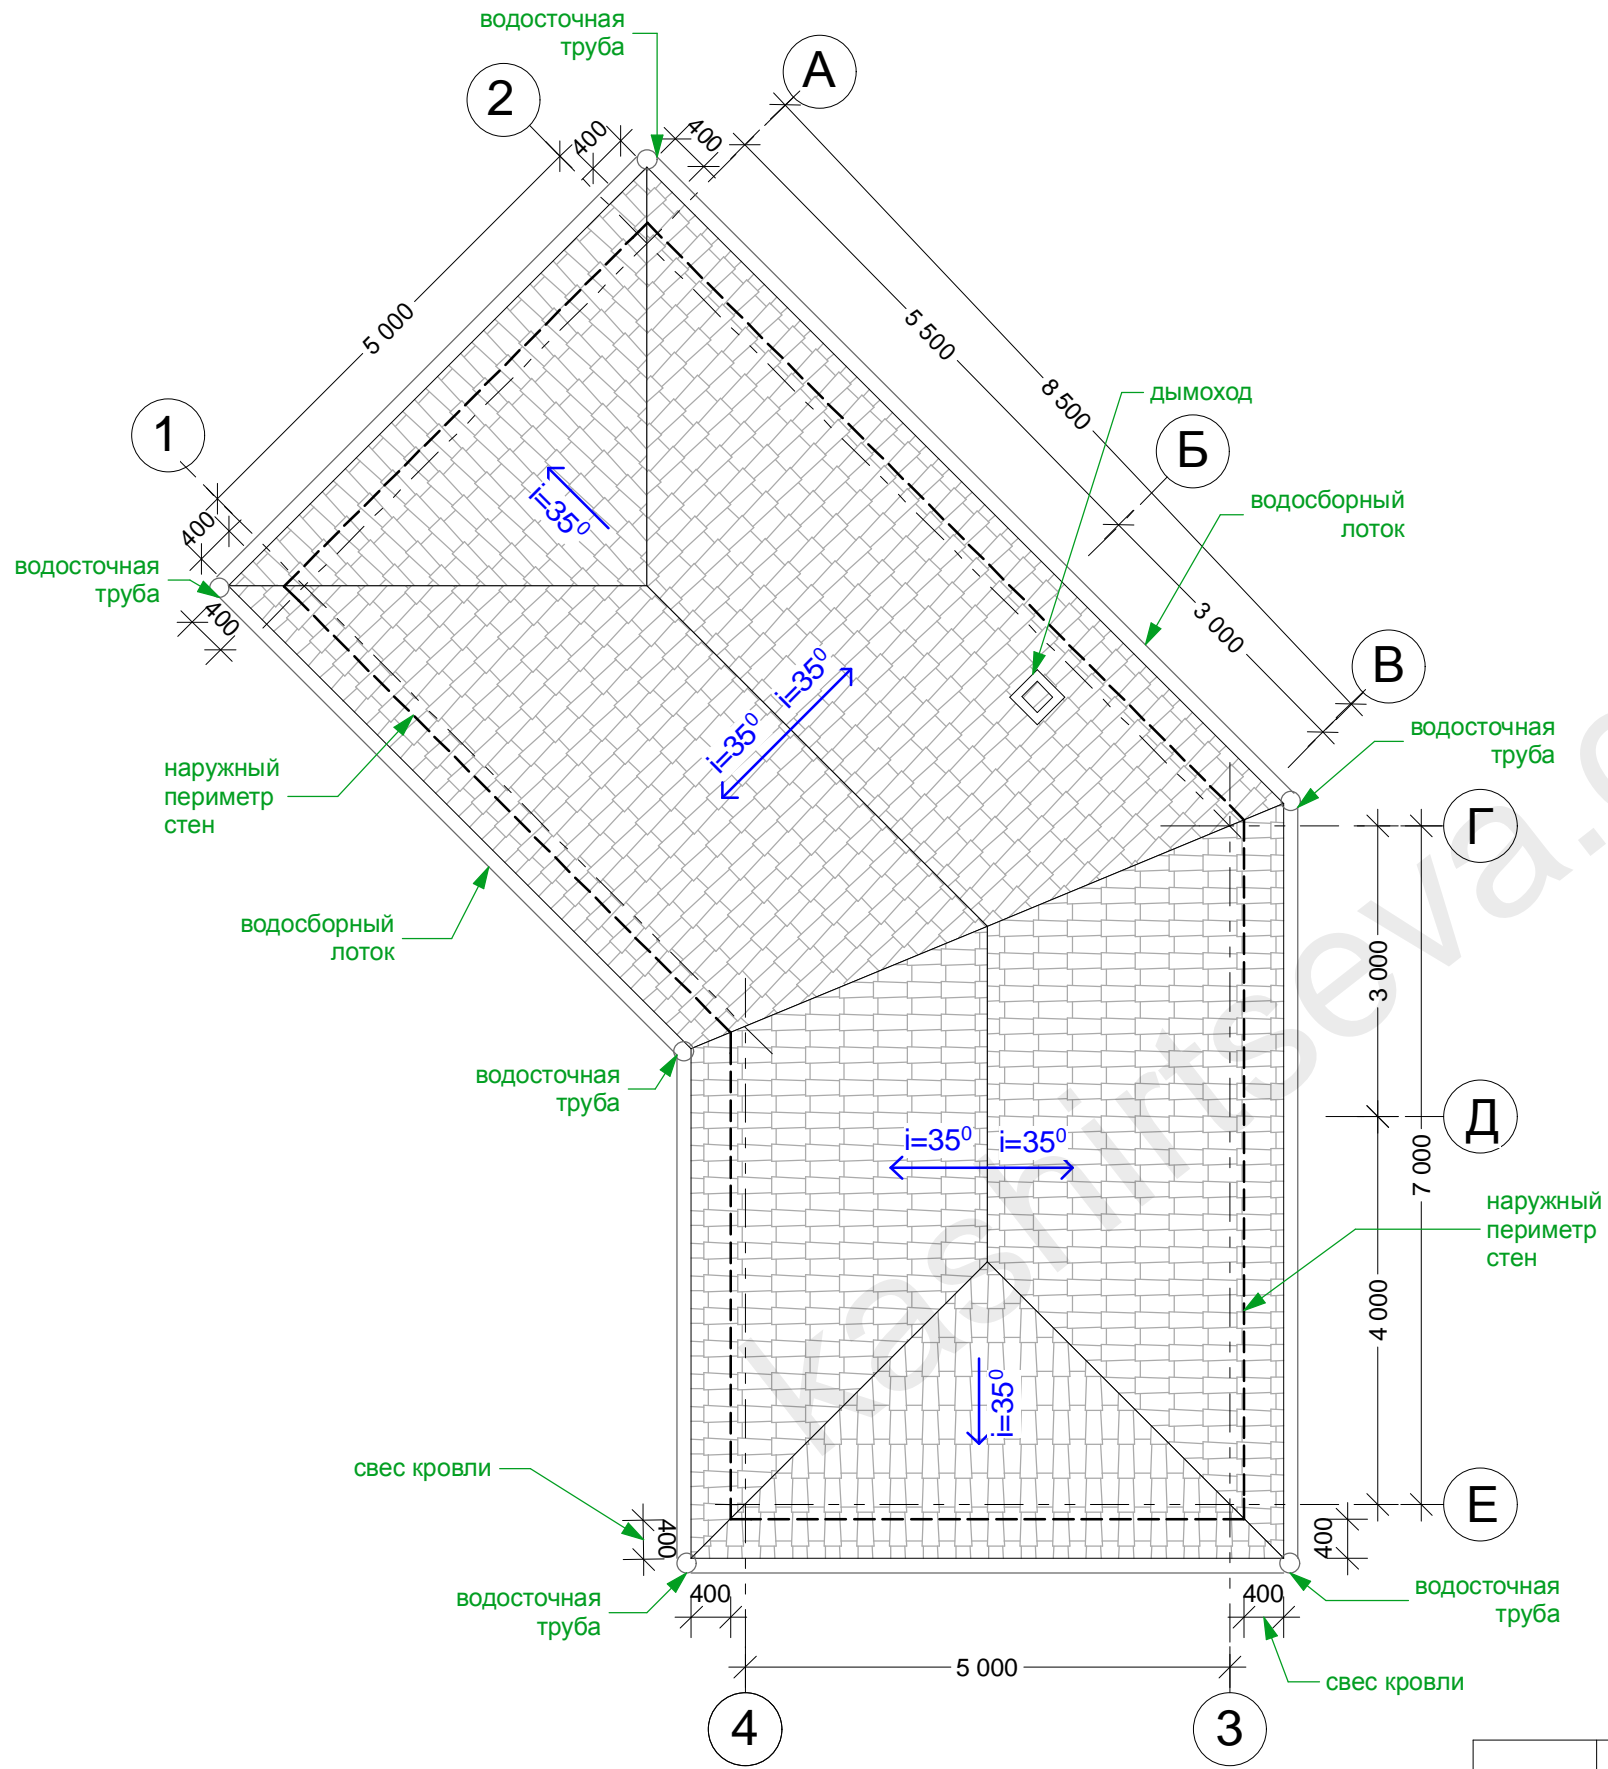 водосточная
труба
2
А
400
400
5 000
5 500
8 500
дымоход
1
Б
водосборный
лоток
400
i=35⁰
водосточная
труба
400
3 000
В
i=35⁰
i=35⁰
водосточная
труба
наружный
периметр
стен
Г
водосборный
лоток
3 000
водосточная
труба
Д
i=35⁰
i=35⁰
7 000
наружный
периметр
стен
4 000
i=35⁰
свес кровли
Е
400
400
водосточная
труба
400
400
водосточная
труба
5 000
свес кровли
4
3
kashirtseva.